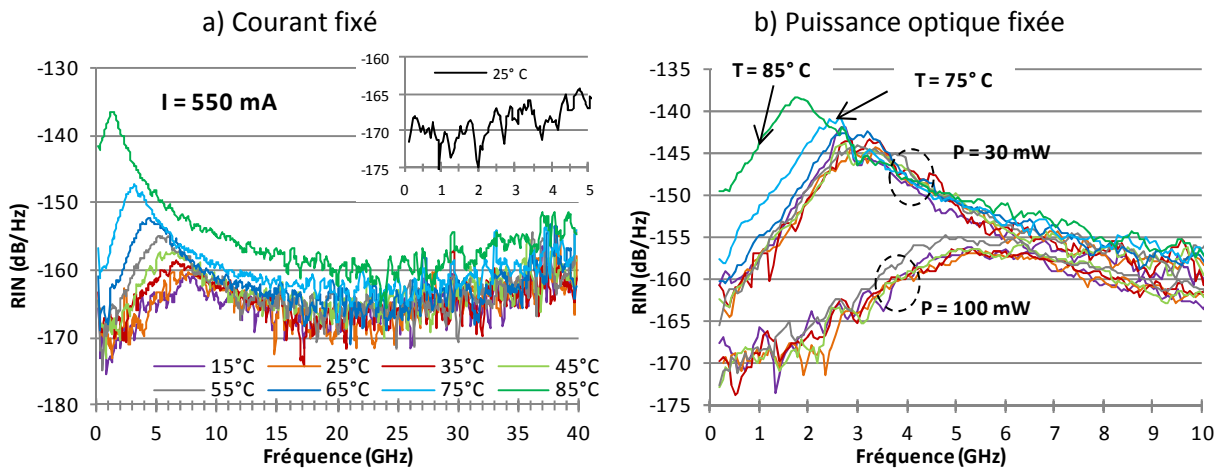 a) Courant fixé
-130
-140
-150
-160
-170
-180
RIN (dB/Hz)
I = 550 mA
-160
-165
-170
-175
25° C
0 1 2 3 4 5
15°C 25°C 35°C 45°C
55°C 65°C 75°C 85°C
0 5 10 15 20 25 30 35 40
Fréquence (GHz)
b) Puissance optique fixée
-135
-140
-145
-150
-155
-160
-165
-170
-175
RIN (dB/Hz)
T = 85° C
T = 75° C
P = 30 mW
P = 100 mW
0 1 2 3 4 5 6 7 8 9 10
Fréquence (GHz)